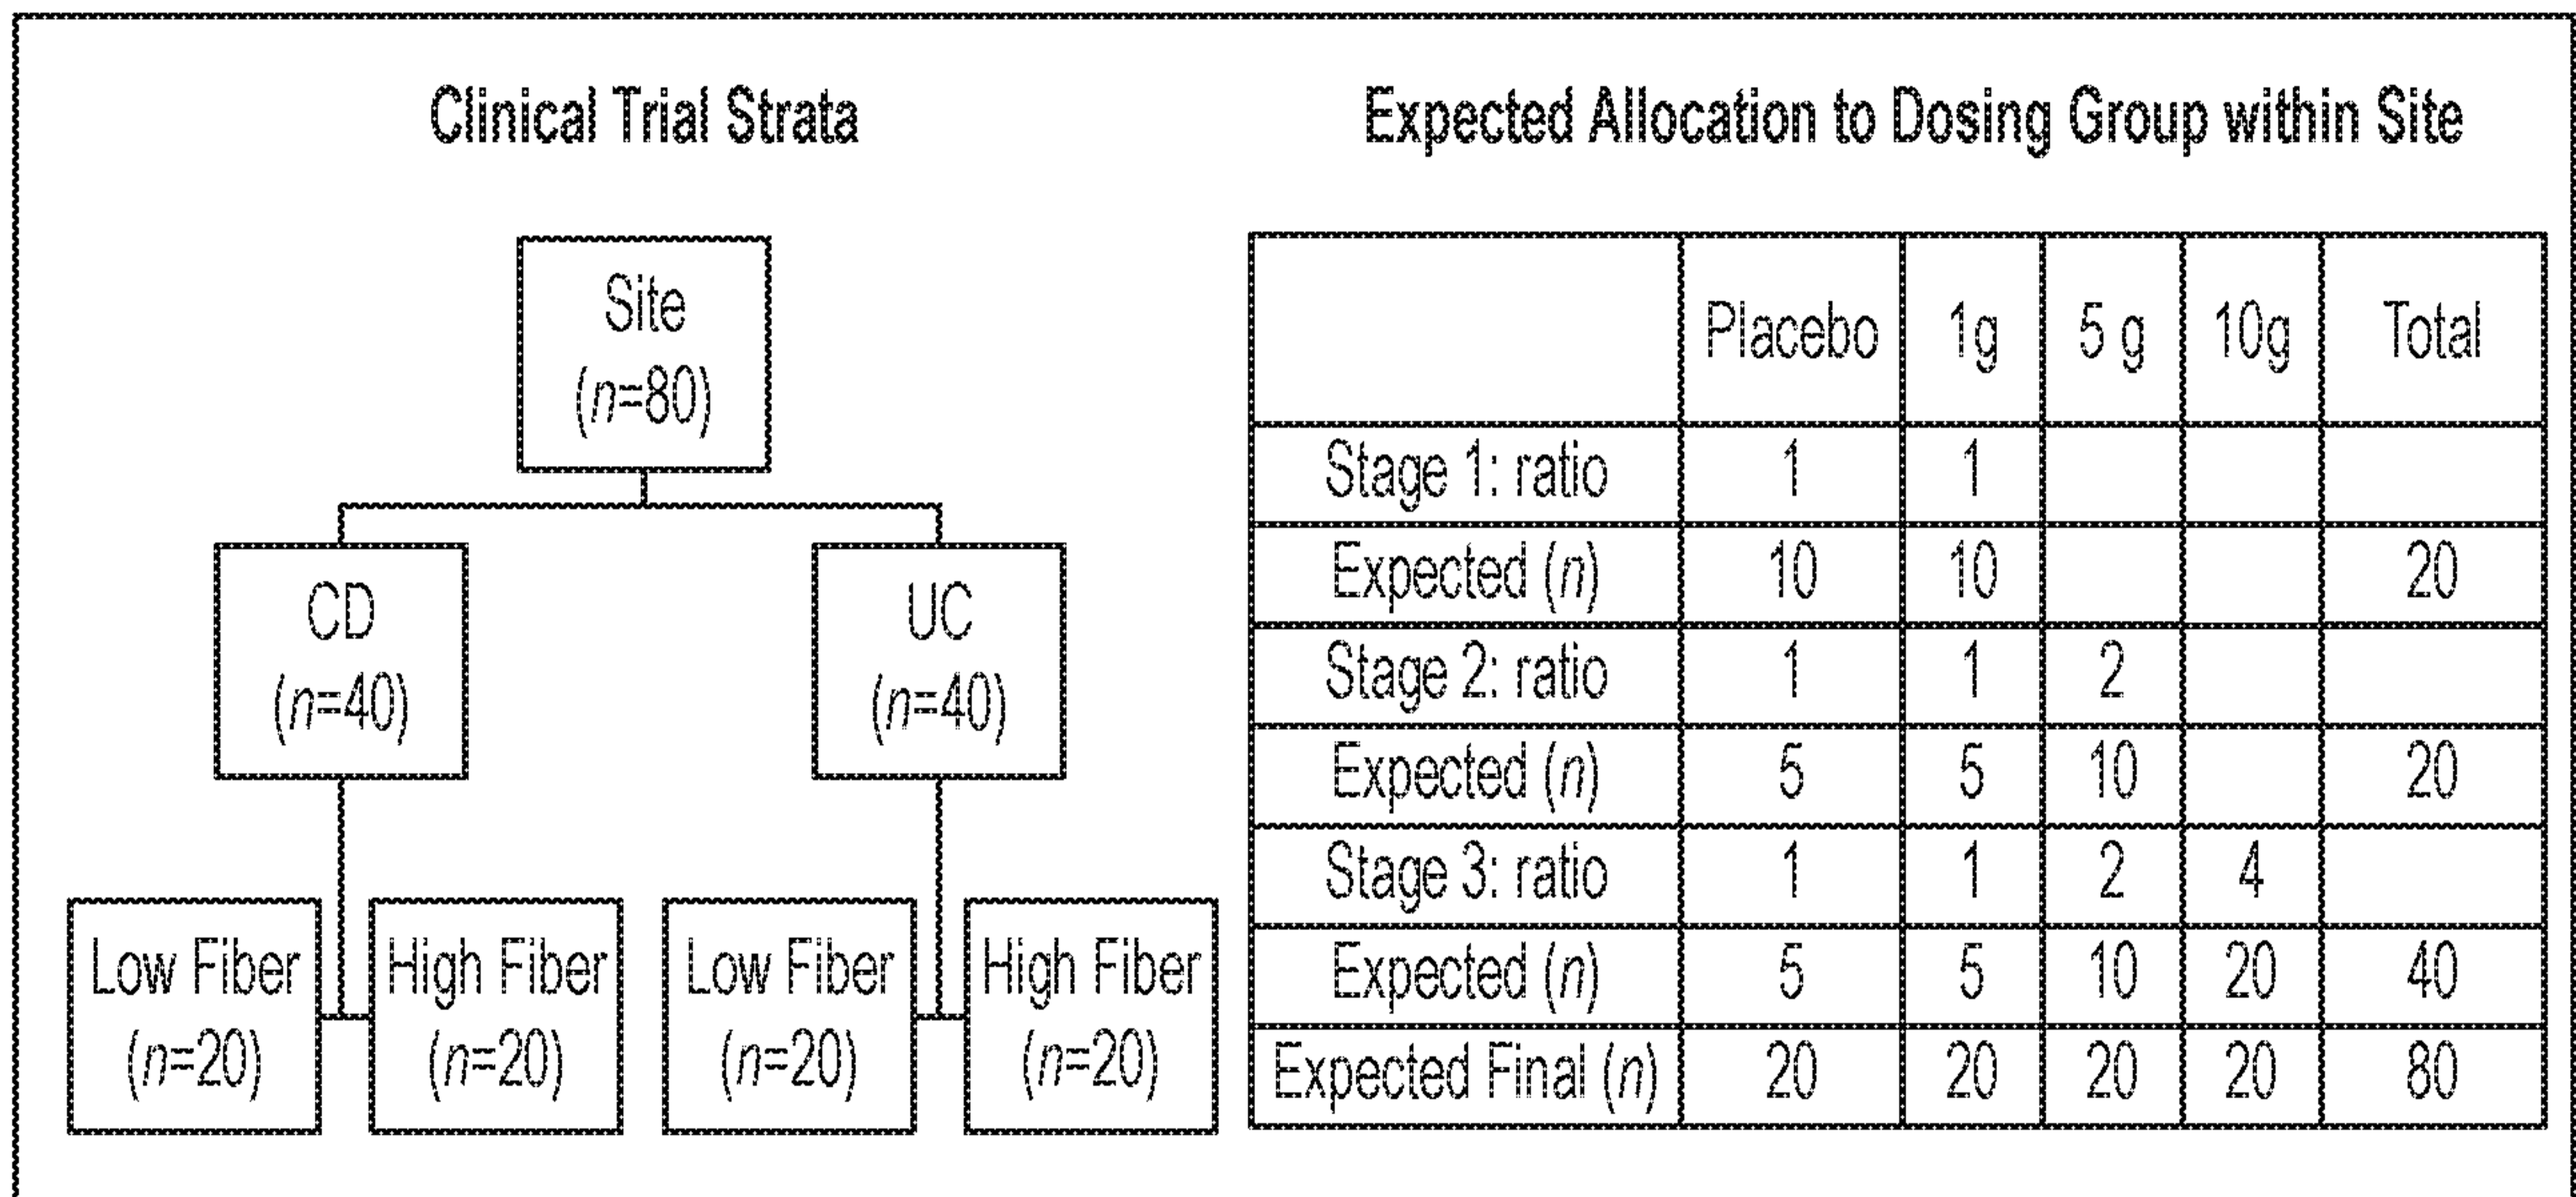 Clinical Trial Strata
Site
(n=80)
CD
(n=40)
UC
(n=40)
Low Fiber
(n=20)
High Fiber
(n=20)
Low Fiber
(n=20)
High Fiber
(n=20)
Expected Allocation to Dosing Group within Site
Placebo 1g 5 g 10g Total
Stage 1: ratio 1 1
Expected (n) 10 10 20
Stage 2: ratio 1 1 2
Expected (n) 5 5 10 20
Stage 3: ratio 1 1 2 4
Expected (n) 5 5 10 20 40
Expected Final (n) 20 20 20 20 80